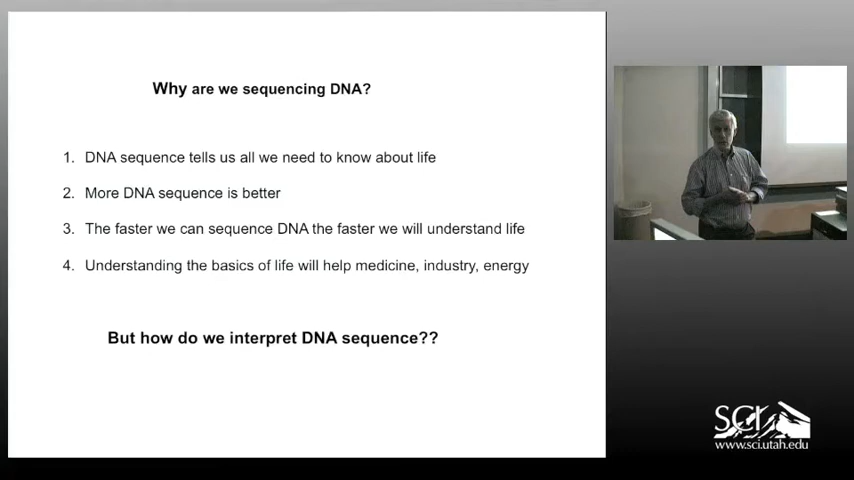 Why are we sequencing DNA?
1. DNA sequence tells us all we need to know about life
2. More DNA sequence is better
3. The faster we can sequence DNA the faster we will understand life
4. Understanding the basics of life will help medicine, industry, energy
But how do we interpret DNA sequence??
SCI
www.sci.utah.edu